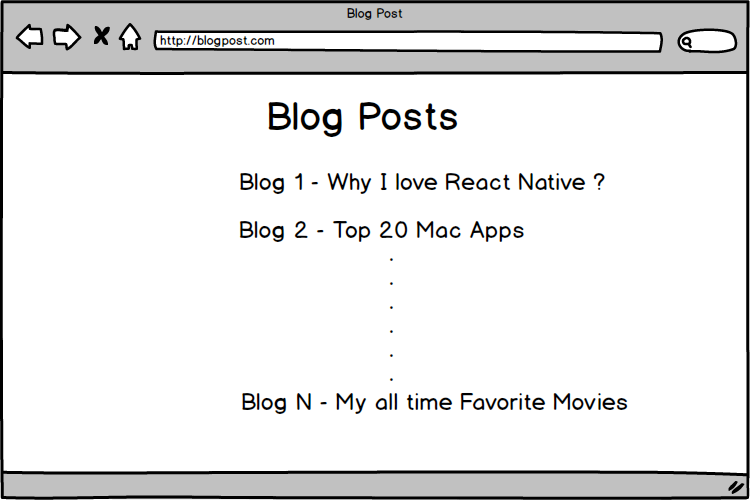 Blog Post
http://blogpost.com
Blog Posts
Blog 1 - Why I love React Native ?
Blog 2 - Top 20 Mac Apps
.
.
.
.
.
.
Blog N - My all time Favorite Movies